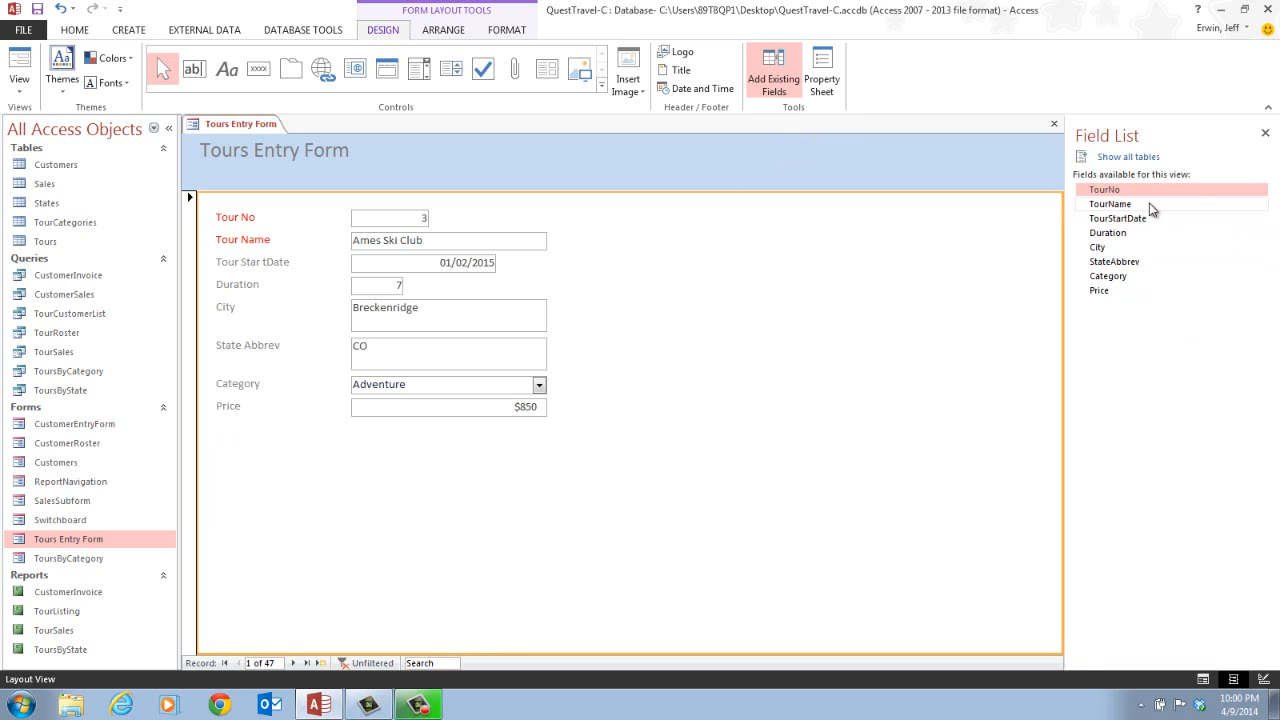 FORM LAYOUT TOOLS
QuestTravel-C : Database- C:\Users\89T8QP1\Desktop\QuestTravel-C.accdb (Access 2007 - 2013 file format) - Access
FILE HOME CREATE EXTERNAL DATA DATABASE TOOLS DESIGN ARRANGE FORMAT
Erwin, Jeff
View
Views
Themes
Colors
Fonts
Themes
ab|
Aa
xxxx
Controls
Insert
Image
Logo
Title
Date and Time
Header / Footer
Add Existing
Fields
Property
Sheet
Tools
All Access Objects
Tables
Customers
Sales
States
TourCategories
Tours
Queries
CustomerInvoice
CustomerSales
TourCustomerList
TourRoster
TourSales
ToursByCategory
ToursByState
Forms
CustomerEntryForm
CustomerRoster
Customers
ReportNavigation
SalesSubform
Switchboard
Tours Entry Form
ToursByCategory
Reports
CustomerInvoice
TourListing
TourSales
ToursByState
Tours Entry Form
Tours Entry Form
Tour No 3
Tour Name Ames Ski Club
Tour Star tDate 01/02/2015
Duration 7
City Breckenridge
State Abbrev CO
Category Adventure
Price $850
Record: 1 of 47 Unfiltered Search
Field List
Show all tables
Fields available for this view:
TourNo
TourName
TourStartDate
Duration
City
StateAbbrev
Category
Price
Layout View
10:00 PM
4/9/2014